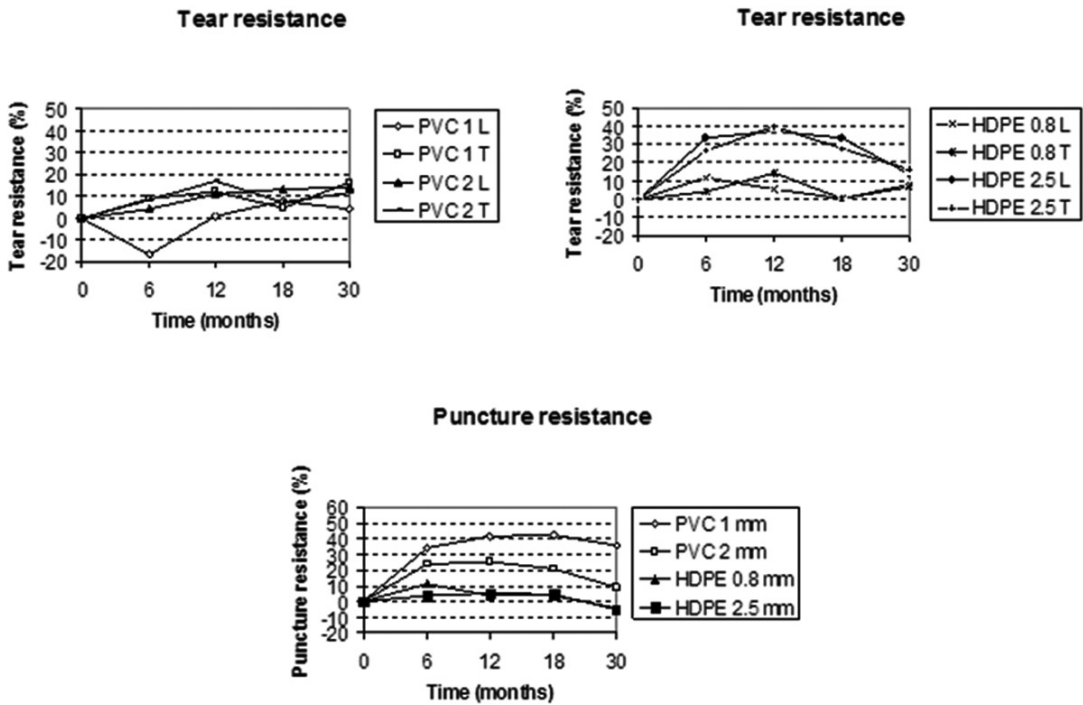 Tear resistance
Tear resistance (%)
50
40
30
20
10
0
-10
-20
0 6 12 18 30
Time (months)
PVC 1 L
PVC 1 T
PVC 2 L
PVC 2 T
Tear resistance
Tear resistance (%)
50
40
30
20
10
0
-10
-20
0 6 12 18 30
Time (months)
HDPE 0.8 L
HDPE 0.8 T
HDPE 2.5 L
HDPE 2.5 T
Puncture resistance
Puncture resistance (%)
60
50
40
30
20
10
0
-10
-20
0 6 12 18 30
Time (months)
PVC 1 mm
PVC 2 mm
HDPE 0.8 mm
HDPE 2.5 mm